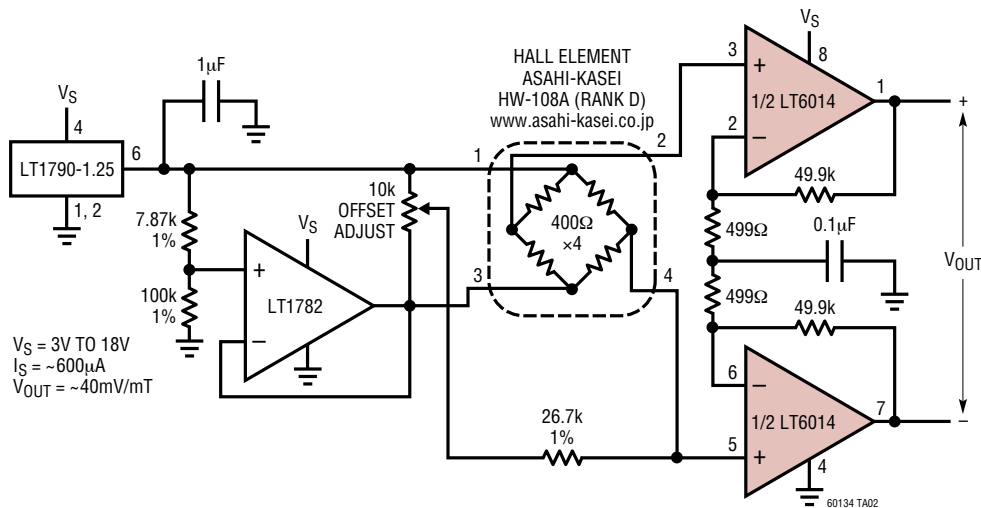 VS
4
LT1790-1.25
6
1, 2
1µF
7.87k
1%
100k
1%
VS = 3V TO 18V
IS = ~600µA
VOUT = ~40mV/mT
VS
+
LT1782
–
10k
OFFSET
ADJUST
HALL ELEMENT
ASAHI-KASEI
HW-108A (RANK D)
www.asahi-kasei.co.jp
1
2
400Ω
×4
3
4
26.7k
1%
VS
8
3
+
1/2 LT6014
1
2
–
49.9k
499Ω
0.1µF
499Ω
49.9k
+
VOUT
–
6
–
1/2 LT6014
7
5
+
4
60134 TA02